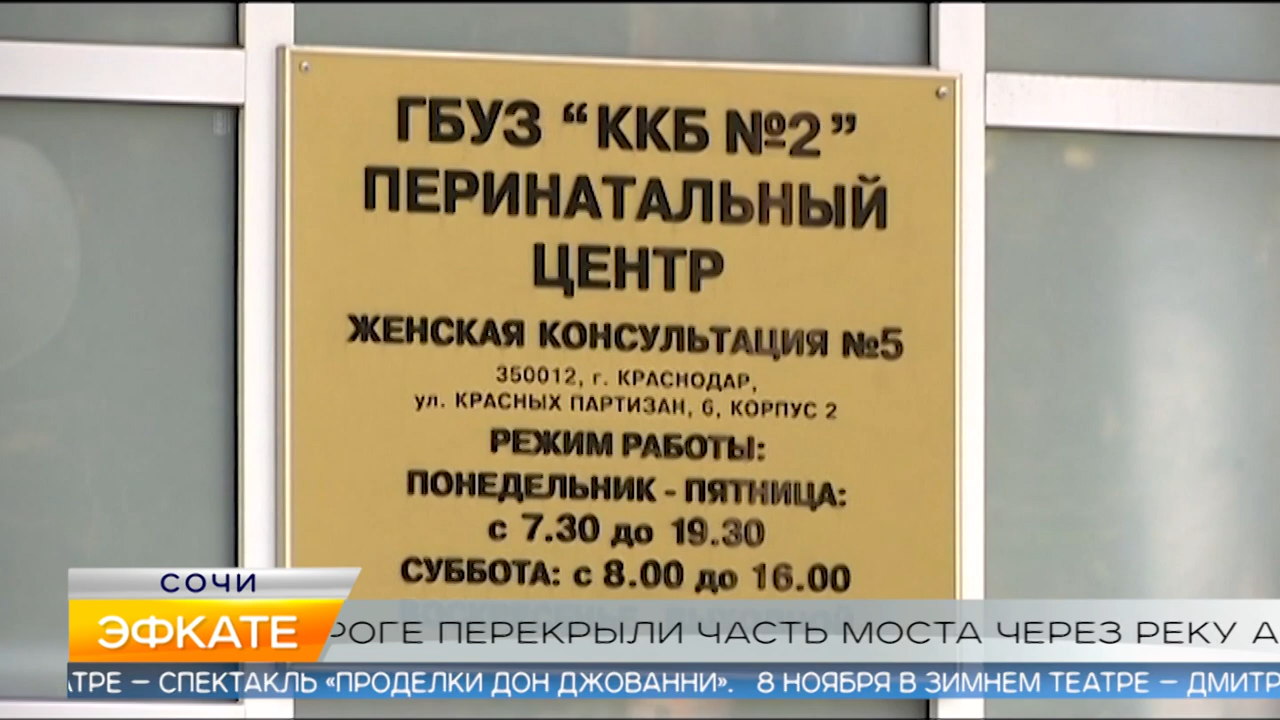 ГБУЗ “ККБ №2”
ПЕРИНАТАЛЬНЫЙ
ЦЕНТР
ЖЕНСКАЯ КОНСУЛЬТАЦИЯ №5
350012, г. КРАСНОДАР,
ул. КРАСНЫХ ПАРТИЗАН, 6, КОРПУС 2
РЕЖИМ РАБОТЫ:
ПОНЕДЕЛЬНИК - ПЯТНИЦА:
с 7.30 до 19.30
СУББОТА: с 8.00 до 16.00
СОЧИ
ЭФКАТЕ
РОГЕ ПЕРЕКРЫЛИ ЧАСТЬ МОСТА ЧЕРЕЗ РЕКУ А
АТРЕ – СПЕКТАКЛЬ «ПРОДЕЛКИ ДОН ДЖОВАННИ». 8 НОЯБРЯ В ЗИМНЕМ ТЕАТРЕ – ДМИТР